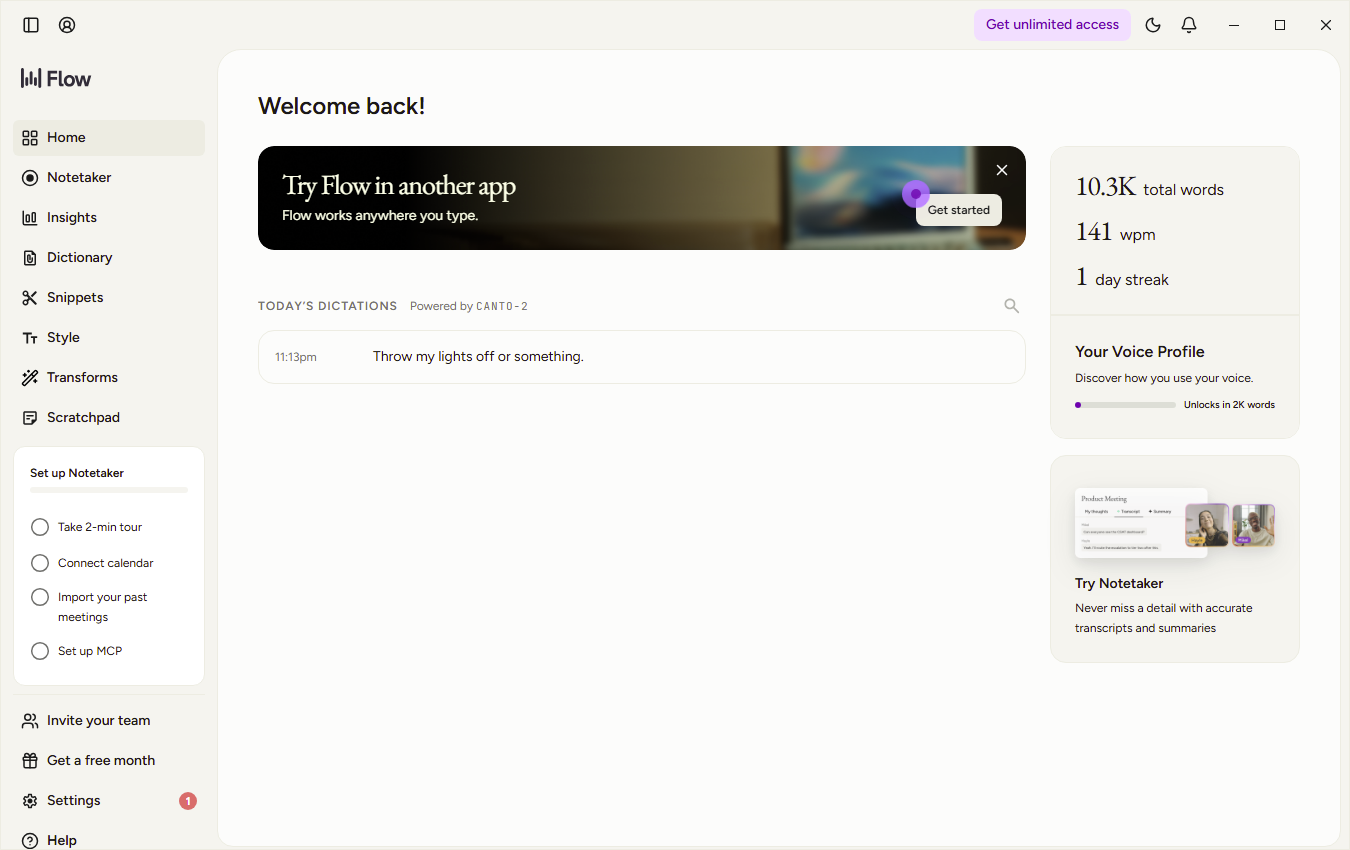 Get unlimited access
Flow
Home
Notetaker
Insights
Dictionary
Snippets
Style
Transforms
Scratchpad
Set up Notetaker
Take 2-min tour
Connect calendar
Import your past
meetings
Set up MCP
Invite your team
Get a free month
Settings
1
Help
Welcome back!
Try Flow in another app
Flow works anywhere you type.
Get started
TODAY'S DICTATIONS Powered by CANTO-2
11:13pm Throw my lights off or something.
10.3K total words
141 wpm
1 day streak
Your Voice Profile
Discover how you use your voice.
Unlocks in 2K words
Product Meeting
My thoughts Transcript Summary
Try Notetaker
Never miss a detail with accurate
transcripts and summaries